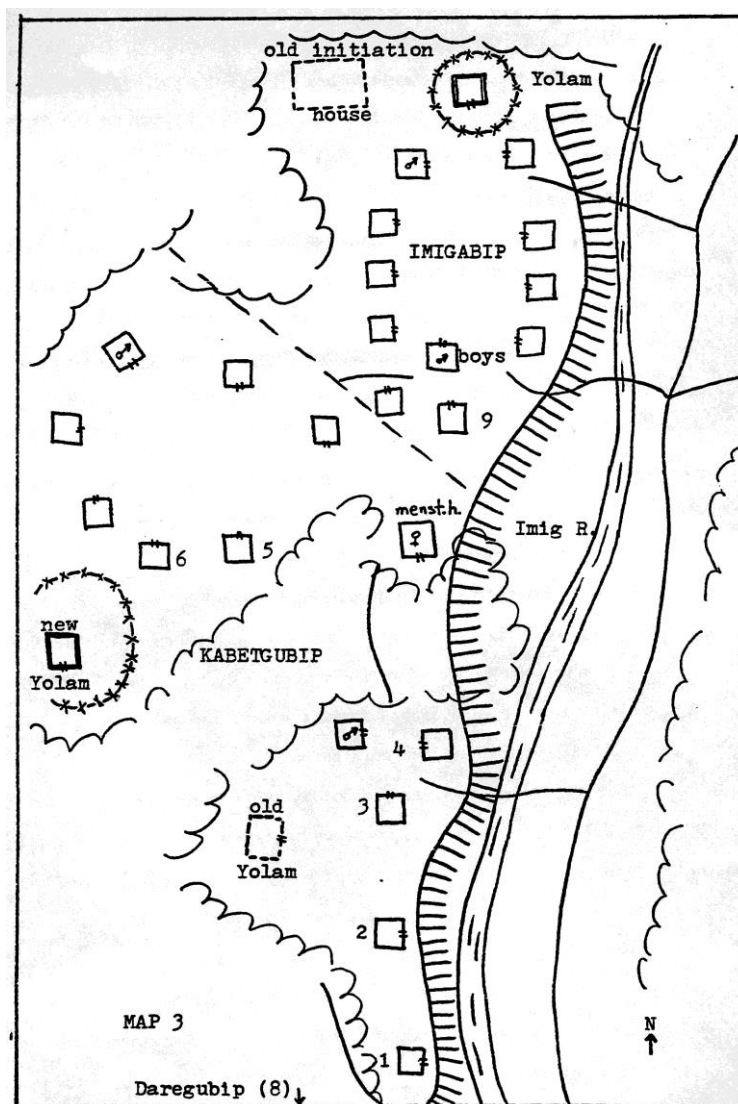 old initiation
house
Yolam
IMIGABIP
boys
9
menst.h.
Imig R.
6
5
new
Yolam
KABETGUBIP
4
3
old
Yolam
2
MAP 3
N
1
Daregubip (8)